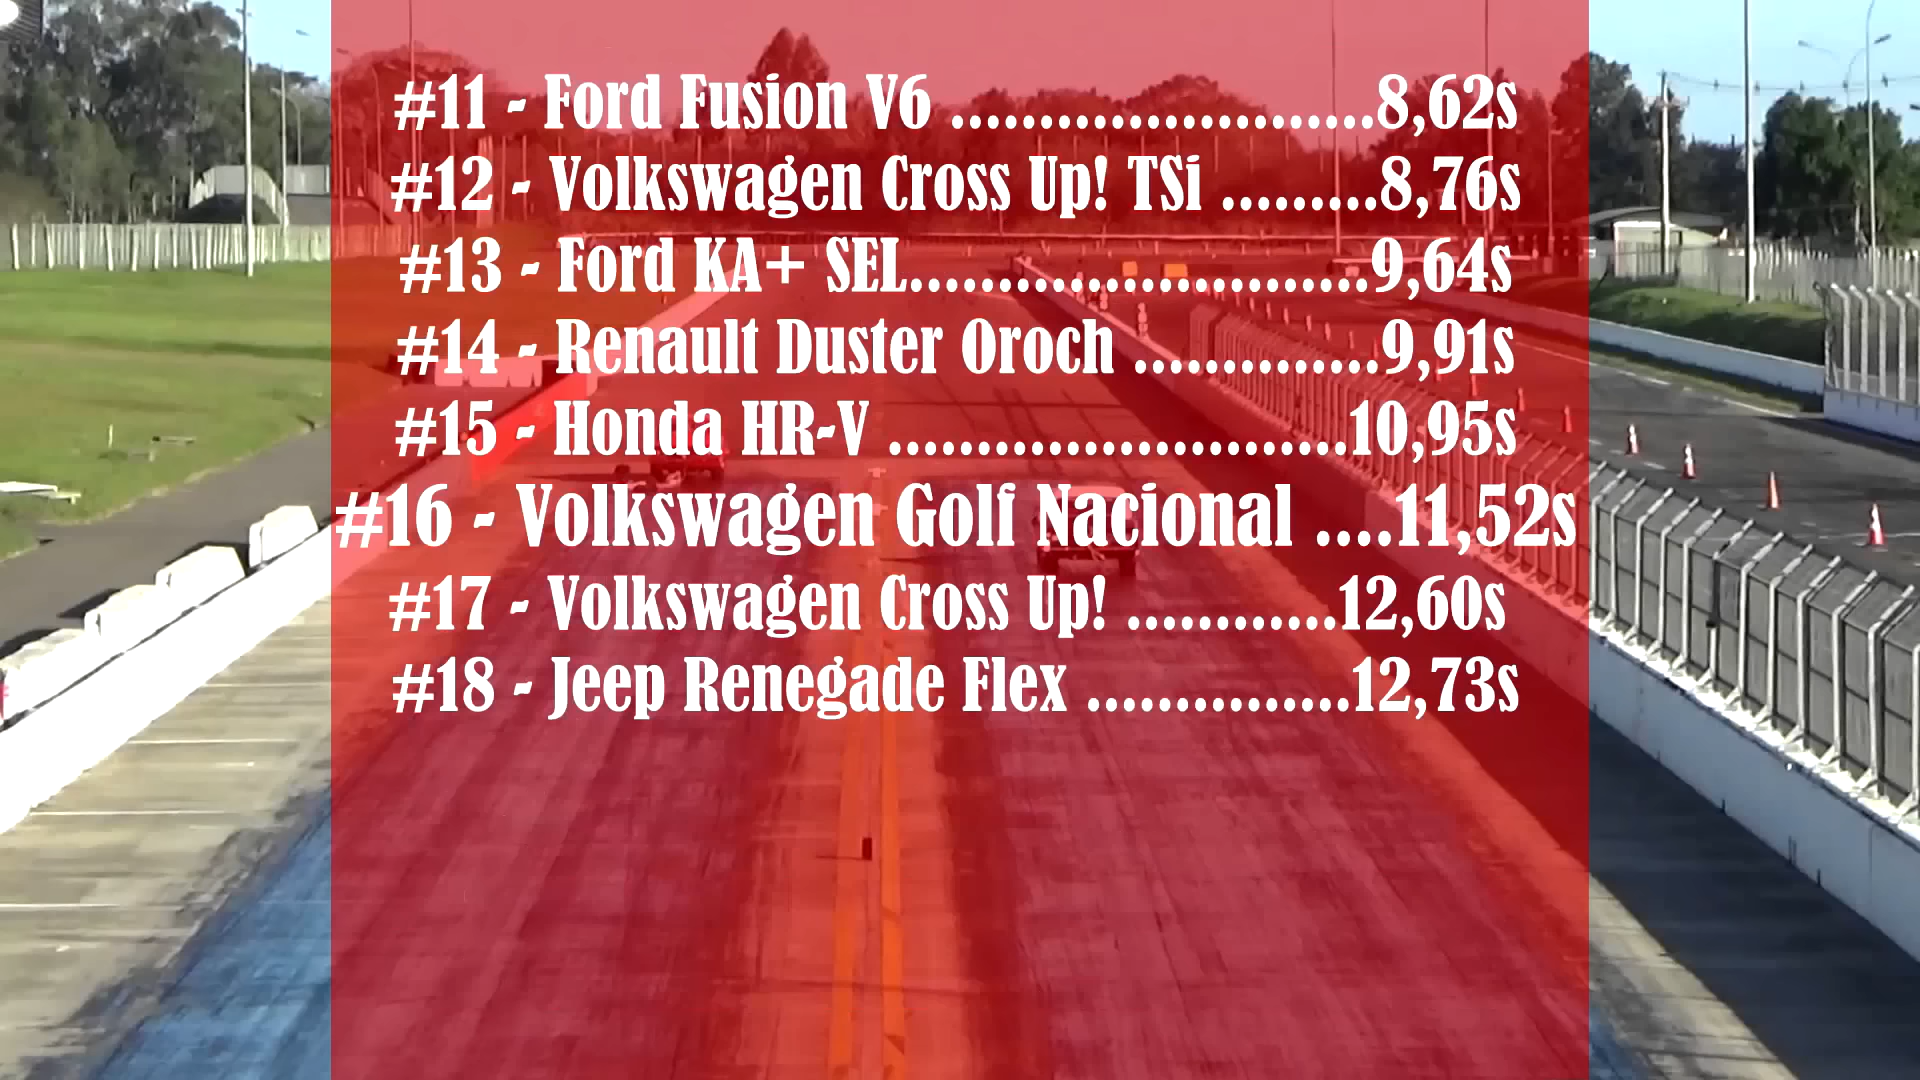 #11 - Ford Fusion V6 ........................8,62s
#12 - Volkswagen Cross Up! TSi .........8,76s
#13 - Ford KA+ SEL..........................9,64s
#14 - Renault Duster Oroch ..............9,91s
#15 - Honda HR-V ..........................10,95s
#16 - Volkswagen Golf Nacional ....11,52s
#17 - Volkswagen Cross Up! ............12,60s
#18 - Jeep Renegade Flex ...............12,73s